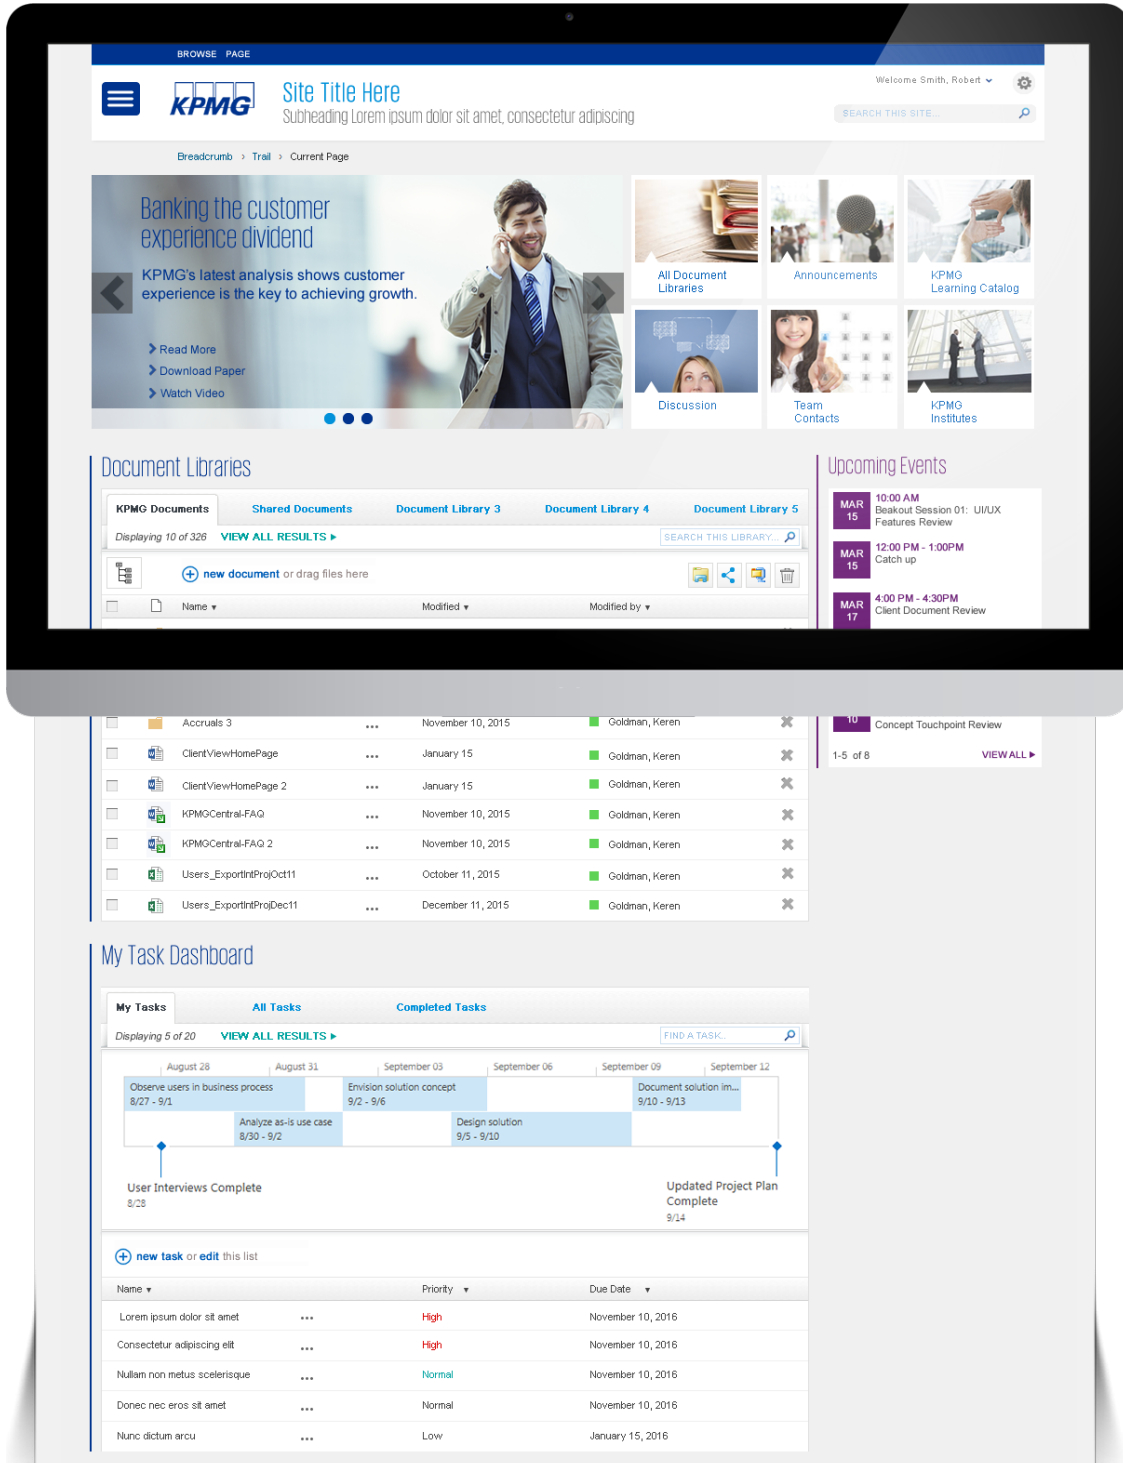 BROWSE PAGE
KPMG
Site Title Here
Subheading Lorem ipsum dolor sit amet, consectetur adipiscing
Welcome Smith, Robert
SEARCH THIS SITE...
Breadcrumb › Trail › Current Page
Banking the customer
experience dividend
KPMG's latest analysis shows customer
experience is the key to achieving growth.
Read More
Download Paper
Watch Video
All Document
Libraries
Announcements
KPMG
Learning Catalog
Discussion
Team
Contacts
KPMG
Institutes
Document Libraries
KPMG Documents Shared Documents Document Library 3 Document Library 4 Document Library 5
Displaying 10 of 326 VIEW ALL RESULTS
SEARCH THIS LIBRARY...
new document or drag files here
Name Modified Modified by
Accruals 3 ... November 10, 2015 Goldman, Keren
ClientViewHomePage ... January 15 Goldman, Keren
ClientViewHomePage 2 ... January 15 Goldman, Keren
KPMGCentral-FAQ ... November 10, 2015 Goldman, Keren
KPMGCentral-FAQ 2 ... November 10, 2015 Goldman, Keren
Users_ExportIntProjOct11 ... October 11, 2015 Goldman, Keren
Users_ExportIntProjDec11 ... December 11, 2015 Goldman, Keren
Upcoming Events
MAR
15
10:00 AM
Beakout Session 01: UI/UX
Features Review
MAR
15
12:00 PM - 1:00PM
Catch up
MAR
17
4:00 PM - 4:30PM
Client Document Review
10
Concept Touchpoint Review
1-5 of 8 VIEW ALL
My Task Dashboard
My Tasks All Tasks Completed Tasks
Displaying 5 of 20 VIEW ALL RESULTS
FIND A TASK...
August 28 August 31 September 03 September 06 September 09 September 12
Observe users in business process
8/27 - 9/1
Envision solution concept
9/2 - 9/6
Document solution im...
9/10 - 9/13
Analyze as-is use case
8/30 - 9/2
Design solution
9/5 - 9/10
User Interviews Complete
8/28
Updated Project Plan
Complete
9/14
new task or edit this list
Name Priority Due Date
Lorem ipsum dolor sit amet ... High November 10, 2016
Consectetur adipiscing elit ... High November 10, 2016
Nullam non metus scelerisque ... Normal November 10, 2016
Donec nec eros sit amet ... Normal November 10, 2016
Nunc dictum arcu ... Low January 15, 2016